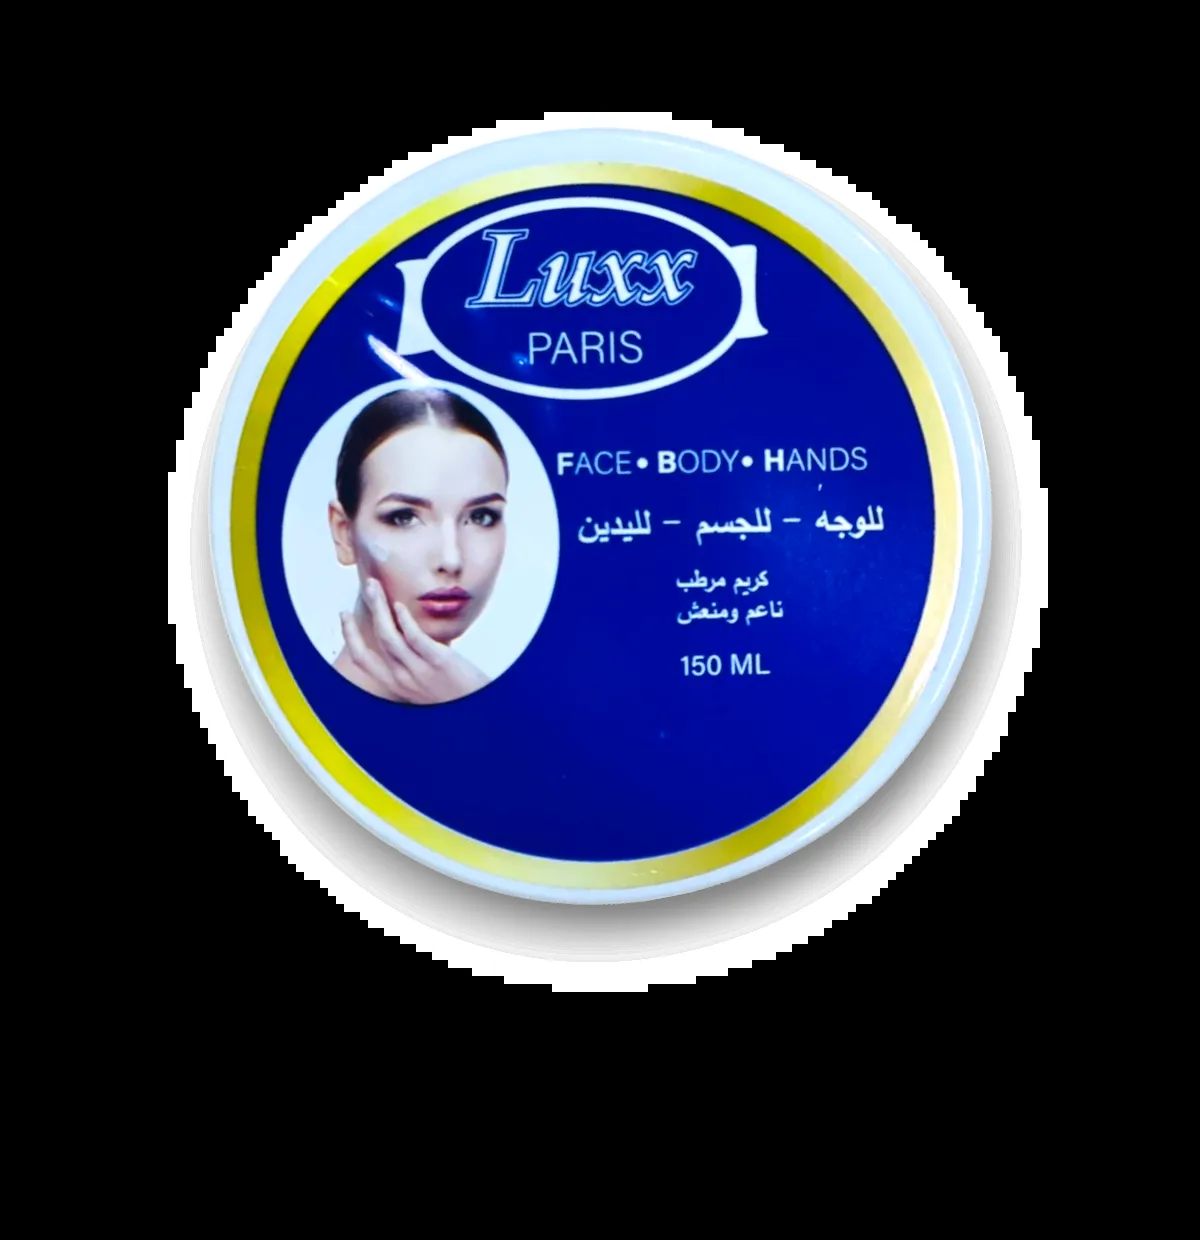 Luxx
PARIS
FACE• BODY• HANDS
للوجه - للجسم - لليدين
كريم مرطب
ناعم ومنعش
150 ML